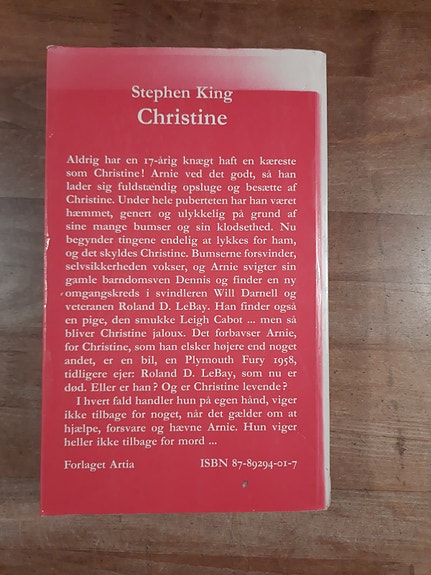 Stephen King
Christine
Aldrig har en 17-årig knægt haft en kæreste
som Christine! Arnie ved det godt, så han
lader sig fuldstændig opsluge og besætte af
Christine. Under hele puberteten har han været
hæmmet, genert og ulykkelig på grund af
sine mange bumser og sin klodsethed. Nu
begynder tingene endelig at lykkes for ham,
og det skyldes Christine. Bumserne forsvinder,
selvsikkerheden vokser, og Arnie svigter sin
gamle barndomsven Dennis og finder en ny
omgangskreds i svindleren Will Darnell og
veteranen Roland D. LeBay. Han finder også
en pige, den smukke Leigh Cabot ... men så
bliver Christine jaloux. Det forbavser Arnie,
for Christine, som han elsker højere end noget
andet, er en bil, en Plymouth Fury 1958,
tidligere ejer: Roland D. LeBay, som nu er
død. Eller er han? Og er Christine levende?
I hvert fald handler hun på egen hånd, viger
ikke tilbage for noget, når det gælder om at
hjælpe, forsvare og hævne Arnie. Hun viger
heller ikke tilbage for mord ...
Forlaget Artia ISBN 87-89294-01-7